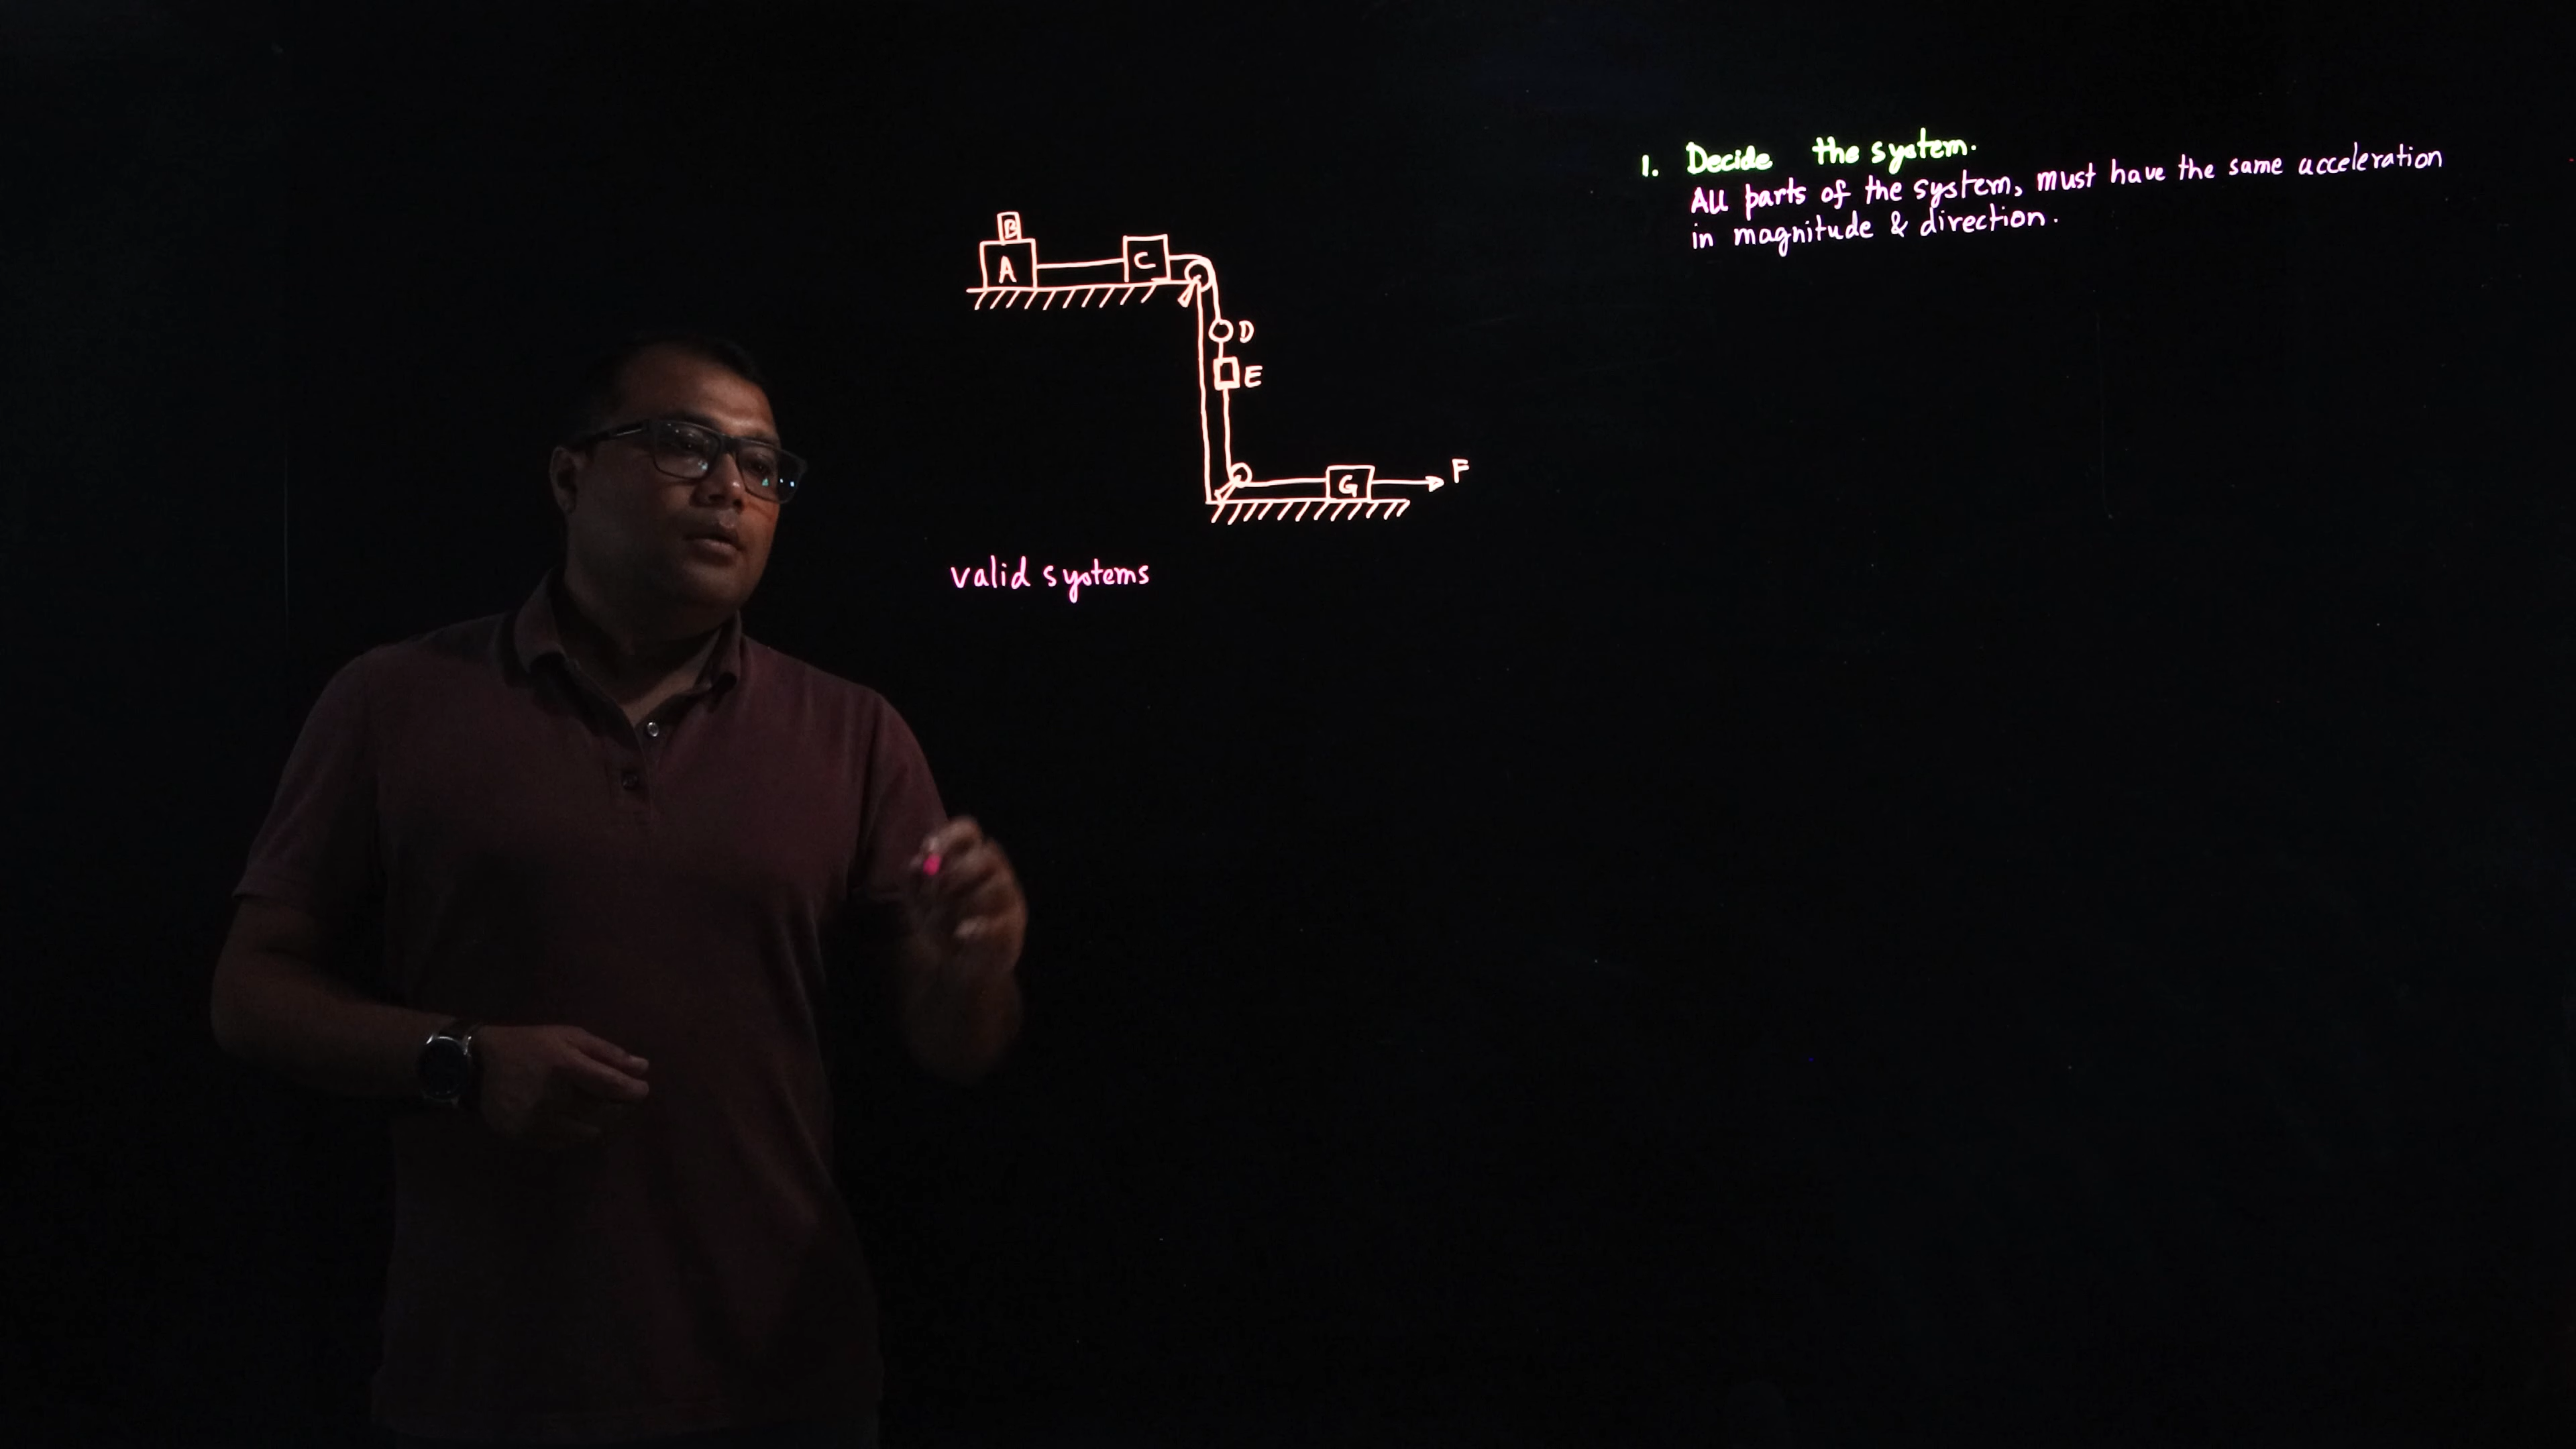 1. Decide the system.
All parts of the system, must have the same acceleration
in magnitude & direction.
B
A
C
D
E
G
F
valid systems